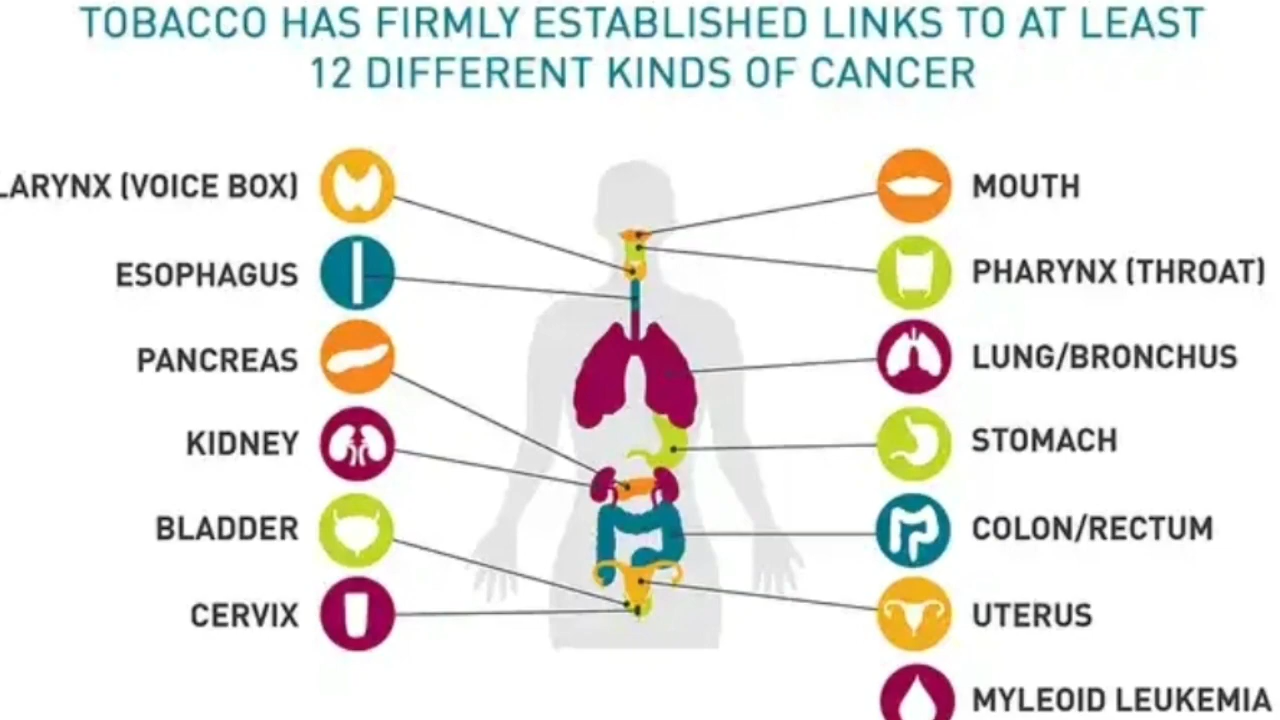 TOBACCO HAS FIRMLY ESTABLISHED LINKS TO AT LEAST
12 DIFFERENT KINDS OF CANCER
LARYNX (VOICE BOX)
ESOPHAGUS
PANCREAS
KIDNEY
BLADDER
CERVIX
MOUTH
PHARYNX (THROAT)
LUNG/BRONCHUS
STOMACH
COLON/RECTUM
UTERUS
MYLEOID LEUKEMIA